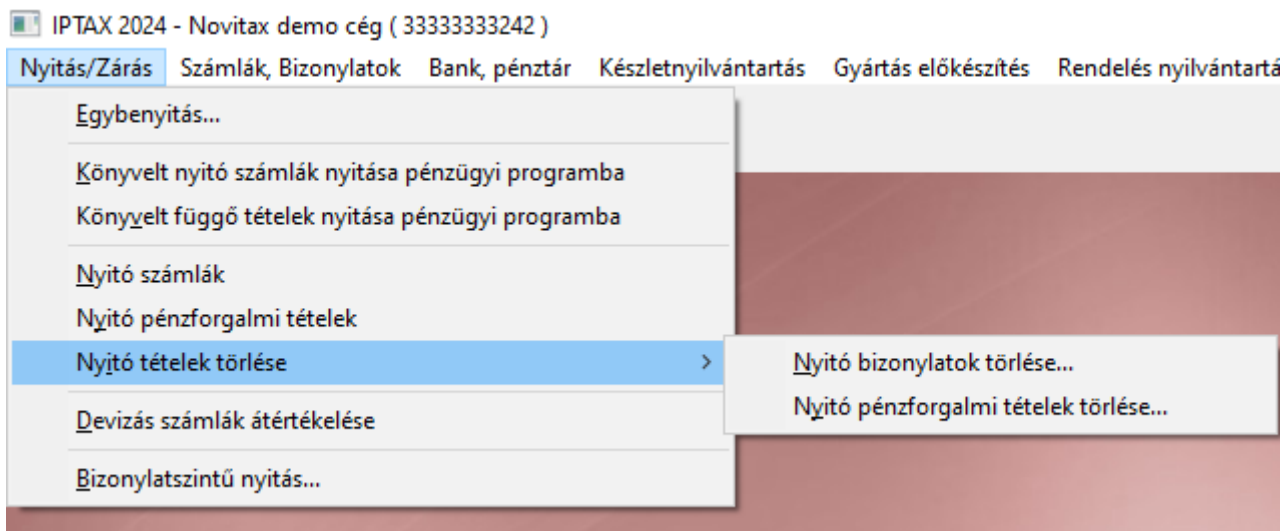 IPTAX 2024 - Novitax demo cég ( 33333333242 )
Nyitás/Zárás Számlák, Bizonylatok Bank, pénztár Készletnyilvántartás Gyártás előkészítés Rendelés nyilvántartá
Egybenyitás...
Könyvelt nyitó számlák nyitása pénzügyi programba
Könyvelt függő tételek nyitása pénzügyi programba
Nyitó számlák
Nyitó pénzforgalmi tételek
Nyitó tételek törlése
Nyitó bizonylatok törlése...
Nyitó pénzforgalmi tételek törlése...
Devizás számlák átértékelése
Bizonylatszintű nyitás...